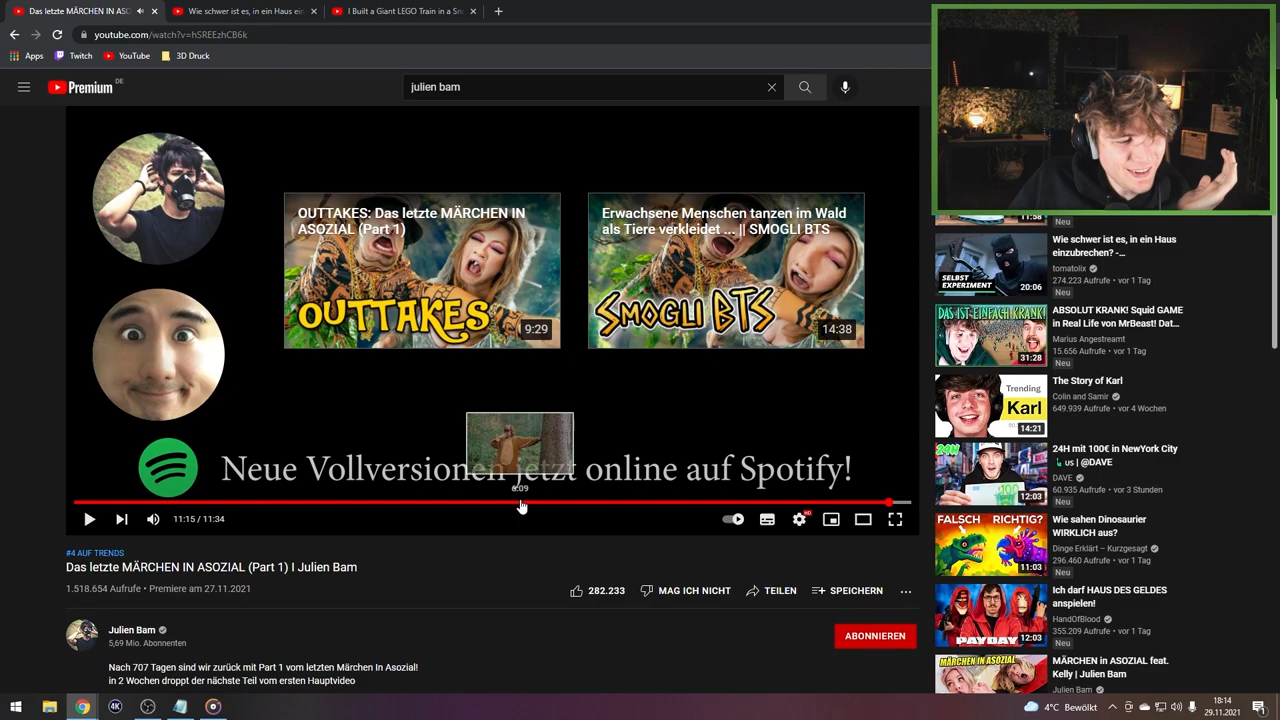 Das letzte MÄRCHEN IN ASO
Wie schwer ist es, in ein Haus ein
I Built a Giant LEGO Train in a Sn
youtube.com/watch?v=hSREEzhCB6k
Apps
Twitch
YouTube
3D Druck
Premium
DE
julien bam
OUTTAKES: Das letzte MÄRCHEN IN
ASOZIAL (Part 1)
OUTTAKES
9:29
Erwachsene Menschen tanzen im Wald
als Tiere verkleidet ... || SMOGLI BTS
SMOGLI BTS
14:38
Neue Vollversionen jetzt online auf Spotify!
6:09
11:15 / 11:34
HD
#4 AUF TRENDS
Das letzte MÄRCHEN IN ASOZIAL (Part 1) I Julien Bam
1.518.654 Aufrufe • Premiere am 27.11.2021
282.233
MAG ICH NICHT
TEILEN
SPEICHERN
Julien Bam
5,69 Mio. Abonnenten
ABONNIEREN
Nach 707 Tagen sind wir zurück mit Part 1 vom letzten Märchen In Asozial!
in 2 Wochen droppt der nächste Teil vom ersten Hauptvideo
11:58
Neu
SELBST
EXPERIMENT
20:06
Wie schwer ist es, in ein Haus
einzubrechen? -...
tomatolix
274.223 Aufrufe • vor 1 Tag
Neu
DAS IST EINFACH KRANK!
31:28
ABSOLUT KRANK! Squid GAME
in Real Life von MrBeast! Dat...
Marius Angestreamt
15.656 Aufrufe • vor 1 Tag
Neu
Trending
Karl
14:21
The Story of Karl
Colin and Samir
649.939 Aufrufe • vor 4 Wochen
24H
100
12:03
24H mit 100€ in NewYork City
🗽 us | @DAVE
DAVE
60.935 Aufrufe • vor 3 Stunden
Neu
FALSCH RICHTIG?
11:03
Wie sahen Dinosaurier
WIRKLICH aus?
Dinge Erklärt – Kurzgesagt
296.460 Aufrufe • vor 1 Tag
Neu
PAYDAY
12:03
Ich darf HAUS DES GELDES
anspielen!
HandOfBlood
355.209 Aufrufe • vor 1 Tag
Neu
MÄRCHEN IN ASOZIAL
MÄRCHEN in ASOZIAL feat.
Kelly | Julien Bam
Julien Bam
4K
4°C Bewölkt
18:14
29.11.2021
1